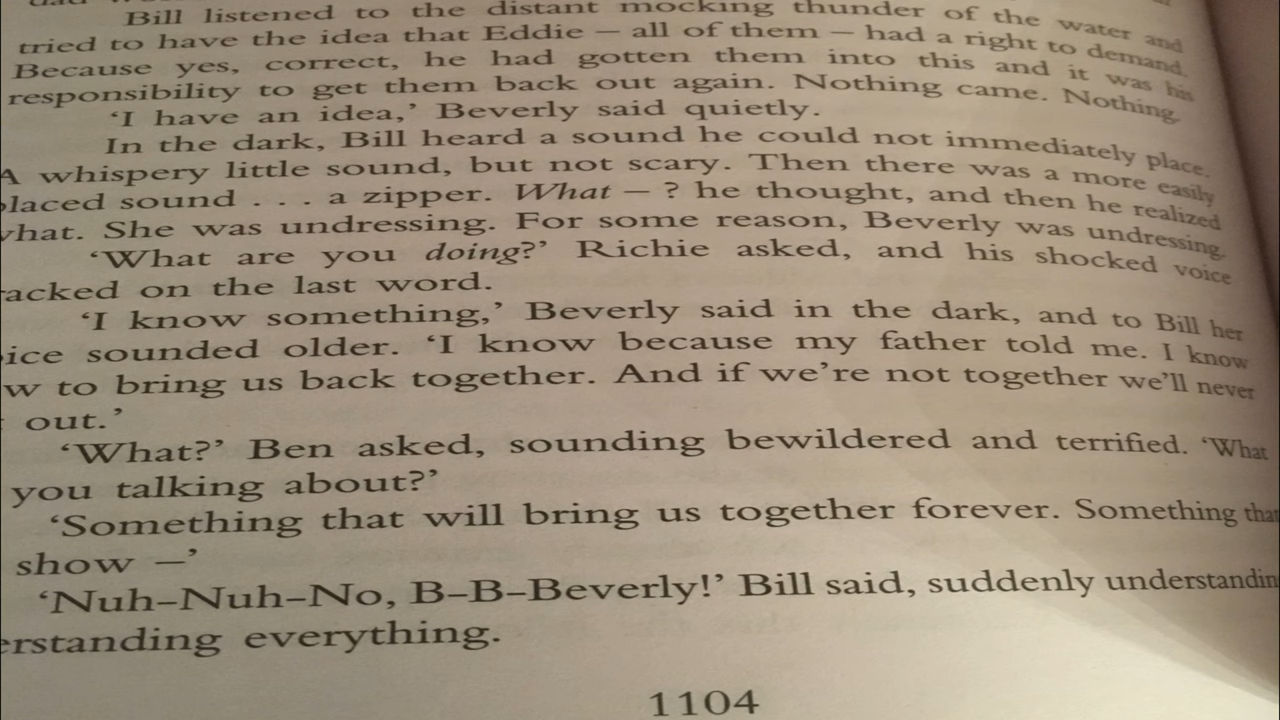 Bill listened to the distant mocking thunder of the water and
tried to have the idea that Eddie – all of them – had a right to demand.
Because yes, correct, he had gotten them into this and it was his
responsibility to get them back out again. Nothing came. Nothing.
‘I have an idea,’ Beverly said quietly.
In the dark, Bill heard a sound he could not immediately place.
A whispery little sound, but not scary. Then there was a more easily
placed sound . . . a zipper. What – ? he thought, and then he realized
what. She was undressing. For some reason, Beverly was undressing.
‘What are you doing?’ Richie asked, and his shocked voice
racked on the last word.
‘I know something,’ Beverly said in the dark, and to Bill her
ice sounded older. ‘I know because my father told me. I know
w to bring us back together. And if we’re not together we’ll never
out.’
‘What?’ Ben asked, sounding bewildered and terrified. ‘What
you talking about?’
‘Something that will bring us together forever. Something that
show –’
‘Nuh–Nuh–No, B–B–Beverly!’ Bill said, suddenly understandin
erstanding everything.
1104